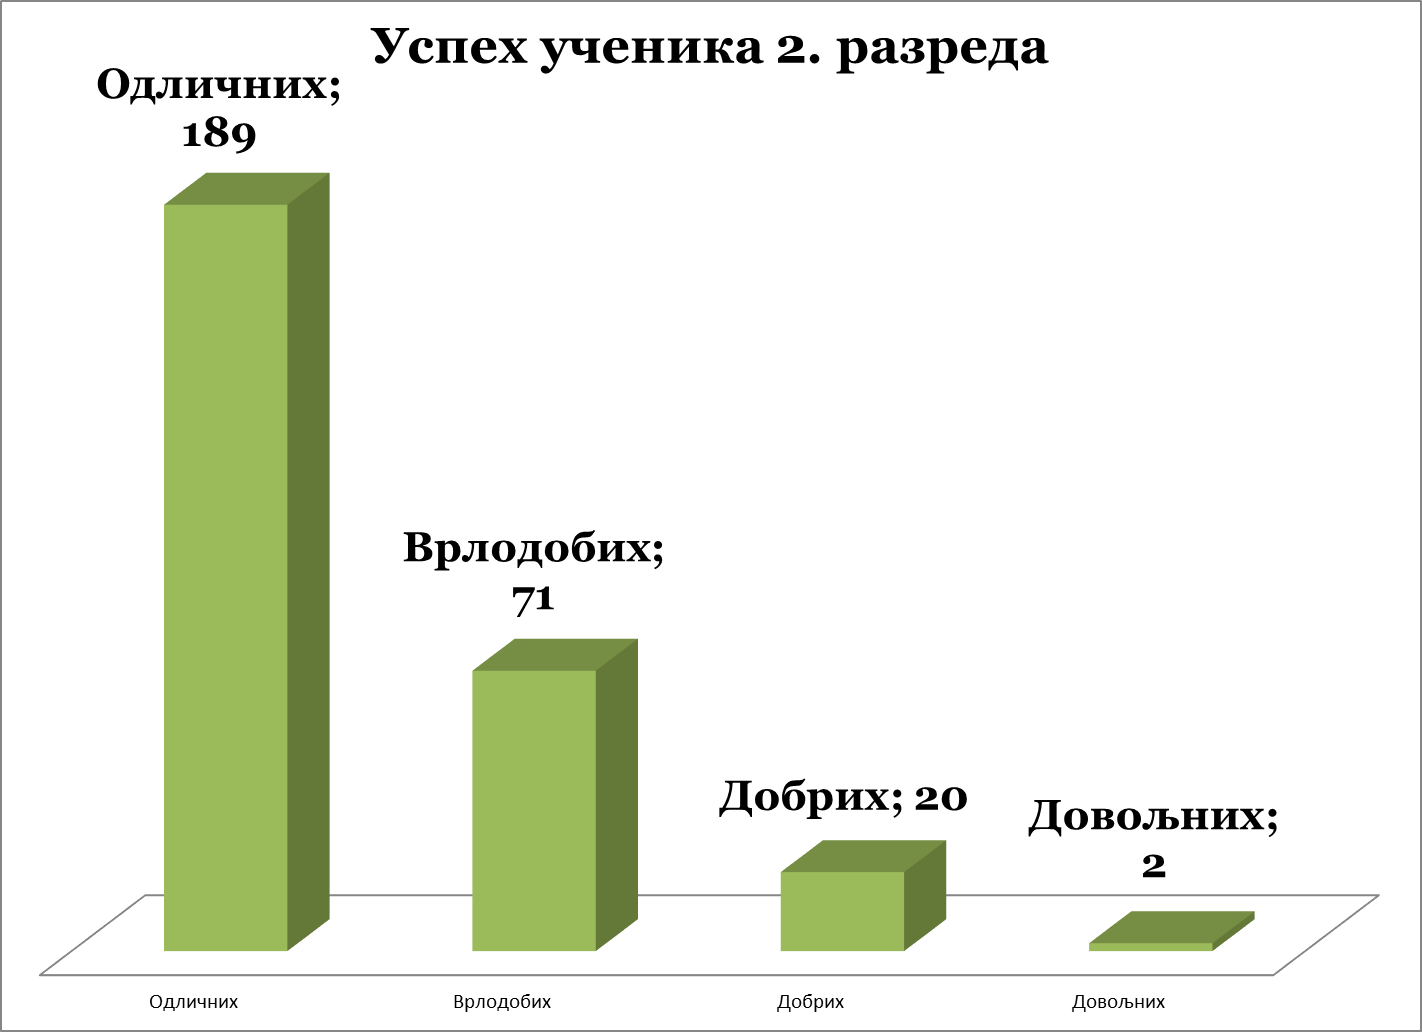 Успех ученика 2. разреда
Одличних;
189
Врлодобих;
71
Добрих; 20
Довољних;
2
Одличних
Врлодобих
Добрих
Довољних